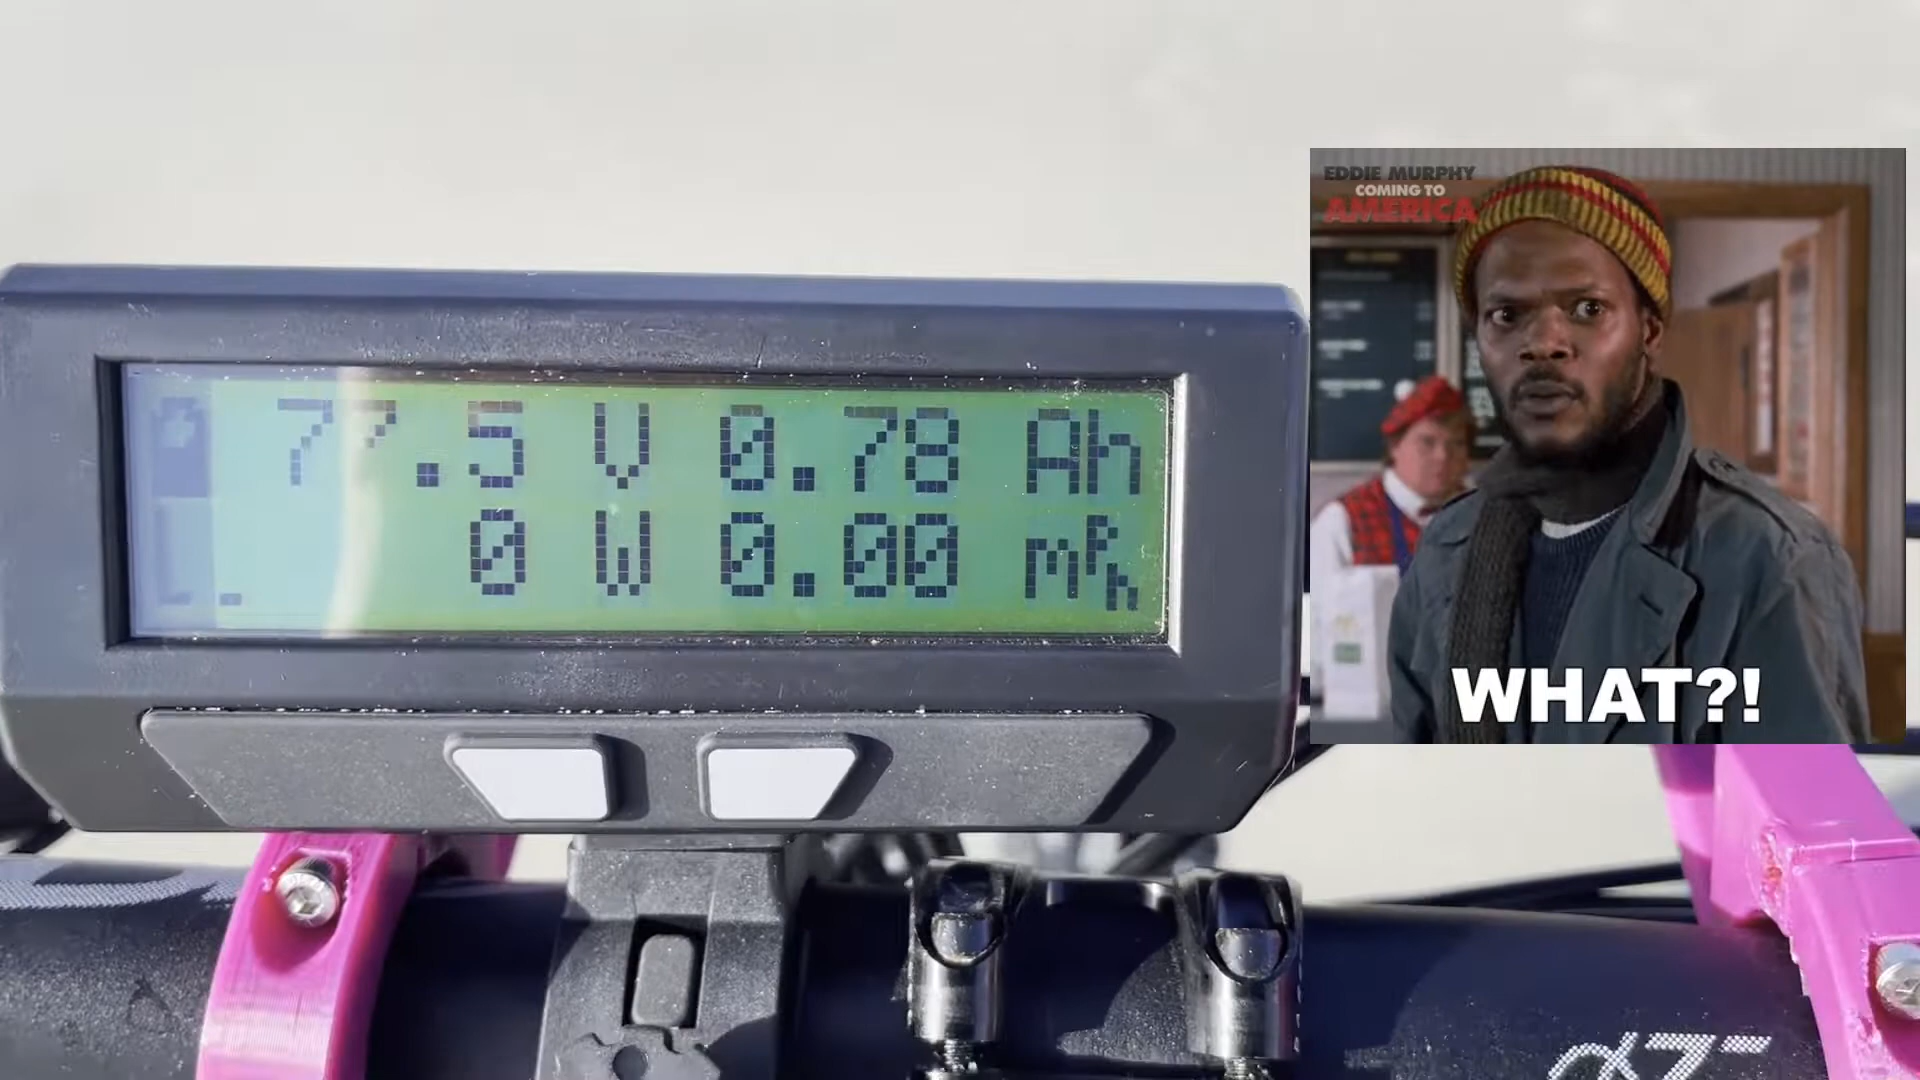 77.5 V 0.78 Ah
0 W 0.00 mph
EDDIE MURPHY
COMING TO
AMERICA
WHAT?!